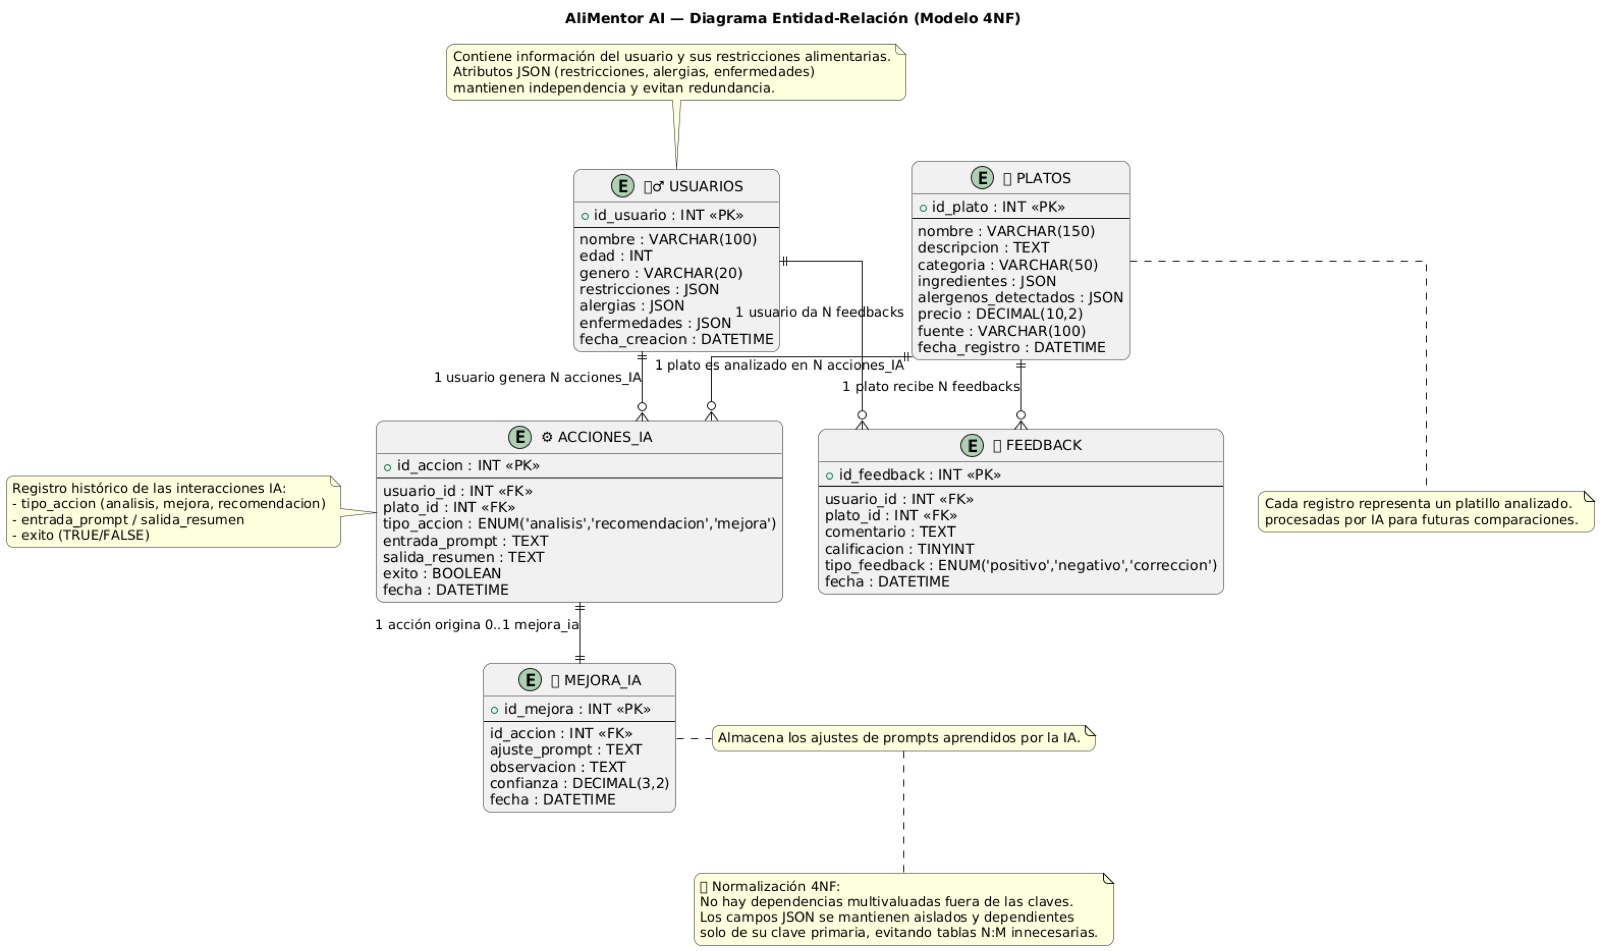 AliMentor AI — Diagrama Entidad-Relación (Modelo 4NF)
Contiene información del usuario y sus restricciones alimentarias.
Atributos JSON (restricciones, alergias, enfermedades)
mantienen independencia y evitan redundancia.
E ♂ USUARIOS
id_usuario : INT «PK»
nombre : VARCHAR(100)
edad : INT
genero : VARCHAR(20)
restricciones : JSON
alergias : JSON
enfermedades : JSON
fecha_creacion : DATETIME
E PLATOS
id_plato : INT «PK»
nombre : VARCHAR(150)
descripcion : TEXT
categoria : VARCHAR(50)
ingredientes : JSON
alergenos_detectados : JSON
precio : DECIMAL(10,2)
fuente : VARCHAR(100)
fecha_registro : DATETIME
1 usuario da N feedbacks
1 plato es analizado en N acciones_IA
1 usuario genera N acciones_IA
1 plato recibe N feedbacks
E ⚙ ACCIONES_IA
id_accion : INT «PK»
usuario_id : INT «FK»
plato_id : INT «FK»
tipo_accion : ENUM('analisis','recomendacion','mejora')
entrada_prompt : TEXT
salida_resumen : TEXT
exito : BOOLEAN
fecha : DATETIME
E FEEDBACK
id_feedback : INT «PK»
usuario_id : INT «FK»
plato_id : INT «FK»
comentario : TEXT
calificacion : TINYINT
tipo_feedback : ENUM('positivo','negativo','correccion')
fecha : DATETIME
Registro histórico de las interacciones IA:
- tipo_accion (analisis, mejora, recomendacion)
- entrada_prompt / salida_resumen
- exito (TRUE/FALSE)
Cada registro representa un platillo analizado.
procesadas por IA para futuras comparaciones.
1 acción origina 0..1 mejora_ia
E MEJORA_IA
id_mejora : INT «PK»
id_accion : INT «FK»
ajuste_prompt : TEXT
observacion : TEXT
confianza : DECIMAL(3,2)
fecha : DATETIME
Almacena los ajustes de prompts aprendidos por la IA.
Normalización 4NF:
No hay dependencias multivaluadas fuera de las claves.
Los campos JSON se mantienen aislados y dependientes
solo de su clave primaria, evitando tablas N:M innecesarias.